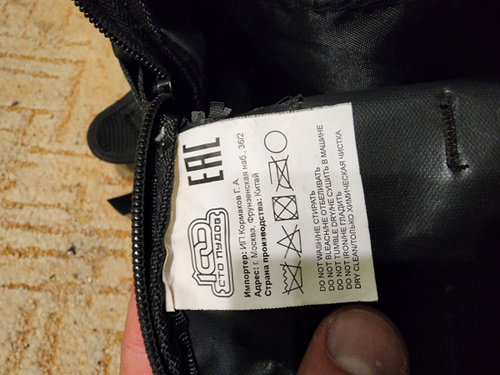 EAC
СТО ПУДОВ
Импортер: ИП Кормаков Г. А.
Адрес: г. Москва, Фрунзенская наб., 36/2
Страна производства: Китай
DO NOT WASH/НЕ СТИРАТЬ
DO NOT BLEACH/НЕ ОТБЕЛИВАТЬ
DO NOT TUMBLE DRY/НЕ СУШИТЬ В МАШИНЕ
DO NOT IRON/НЕ ГЛАДИТЬ
DRY CLEAN/ТОЛЬКО ХИМИЧЕСКАЯ ЧИСТКА